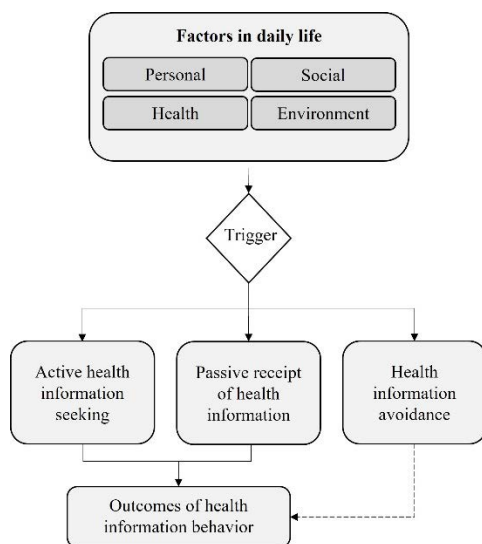 Factors in daily life
Personal
Social
Health
Environment
Trigger
Active health
information
seeking
Passive receipt
of health
information
Health
information
avoidance
Outcomes of health
information behavior